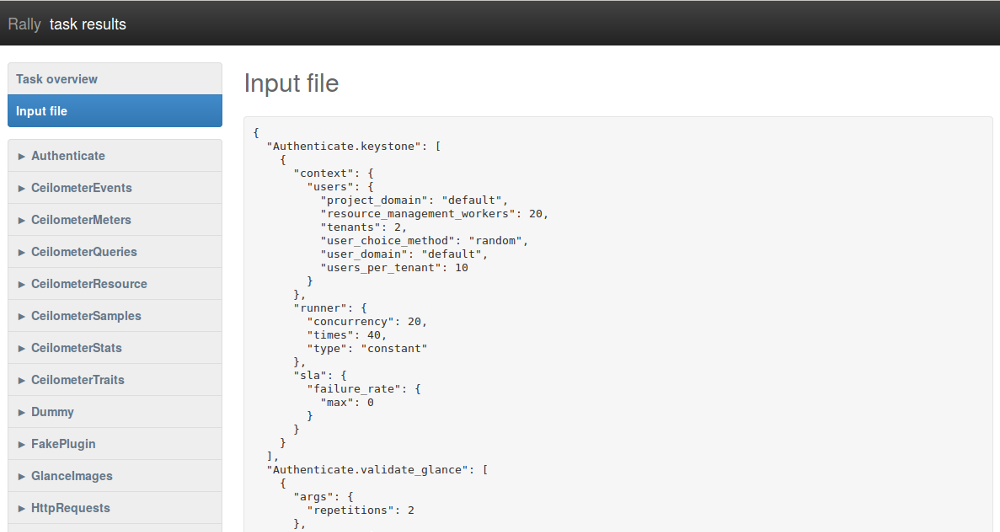 Rally task results
Task overview
Input file
► Authenticate
► CeilometerEvents
► CeilometerMeters
► CeilometerQueries
► CeilometerResource
► CeilometerSamples
► CeilometerStats
► CeilometerTraits
► Dummy
► FakePlugin
► GlanceImages
► HttpRequests
Input file
{
  "Authenticate.keystone": [
    {
      "context": {
        "users": {
          "project_domain": "default",
          "resource_management_workers": 20,
          "tenants": 2,
          "user_choice_method": "random",
          "user_domain": "default",
          "users_per_tenant": 10
        }
      },
      "runner": {
        "concurrency": 20,
        "times": 40,
        "type": "constant"
      },
      "sla": {
        "failure_rate": {
          "max": 0
        }
      }
    }
  ],
  "Authenticate.validate_glance": [
    {
      "args": {
        "repetitions": 2
      },